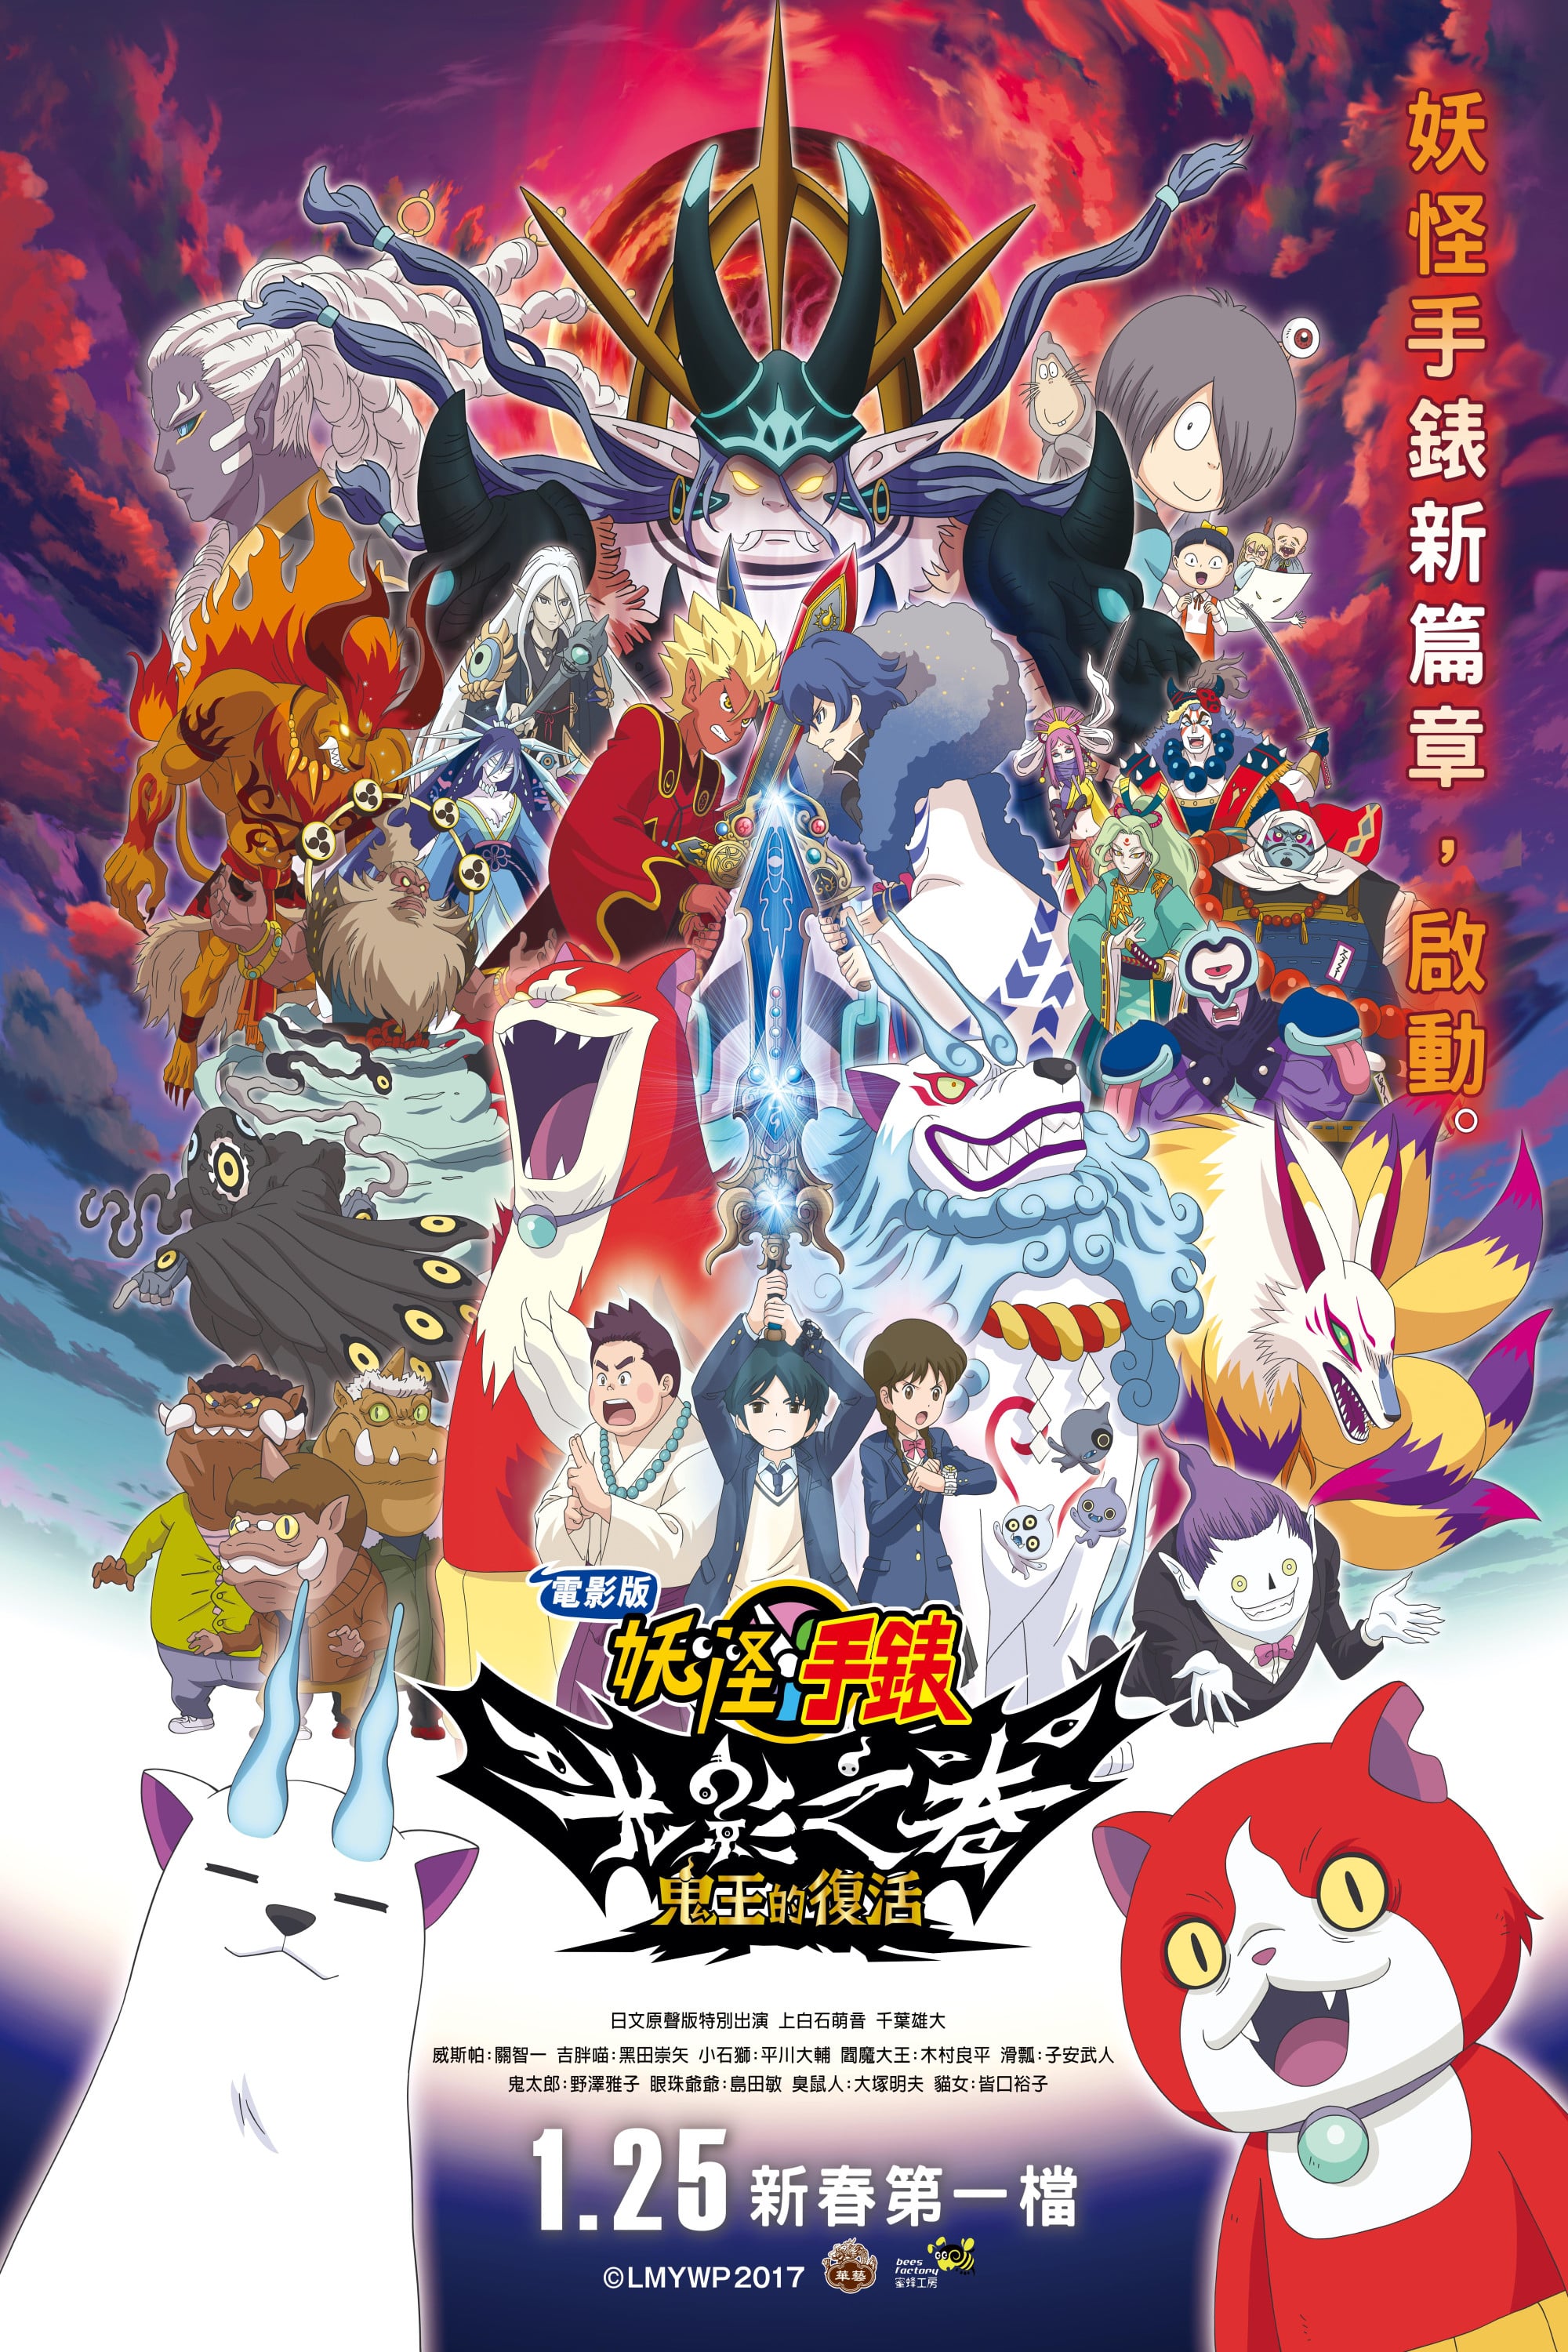 妖怪手錶新篇章，啟動。
電影版
妖怪手錶
光影之卷
鬼王的復活
日文原聲版特別出演 上白石萌音 千葉雄大
威斯帕:關智一 吉胖喵:黑田崇矢 小石獅:平川大輔 閻魔大王:木村良平 滑瓢:子安武人
鬼太郎:野澤雅子 眼珠爺爺:島田敏 臭鼠人:大塚明夫 貓女:皆口裕子
1.25 新春第一檔
©LMYWP2017
華藝
bees
factory
蜜蜂工房